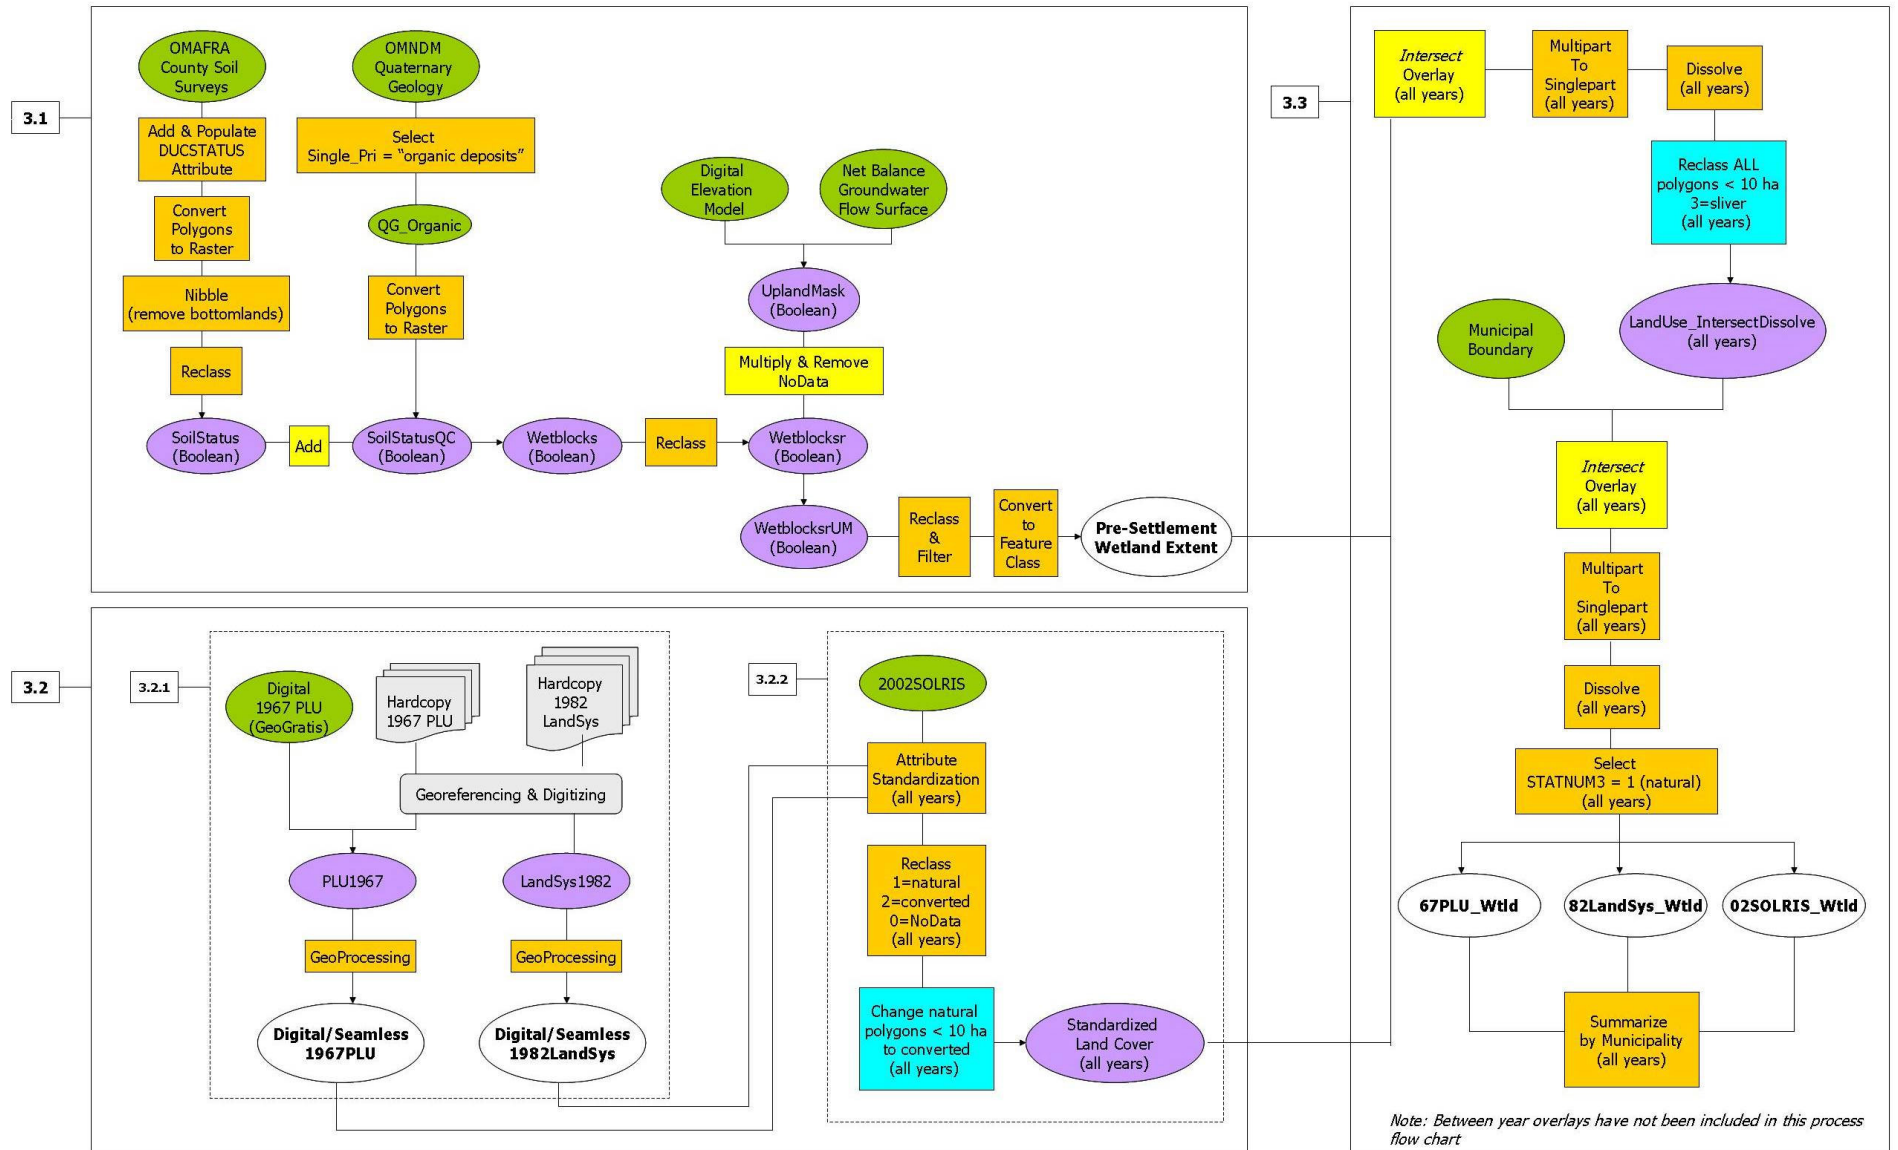 3.1
OMAFRA
County Soil
Surveys
Add & Populate
DUCSTATUS
Attribute
Convert
Polygons
to Raster
Nibble
(remove bottomlands)
Reclass
SoilStatus
(Boolean)
Add
OMNDM
Quaternary
Geology
Select
Single_Pri = “organic deposits”
QG_Organic
Convert
Polygons
to Raster
SoilStatusQC
(Boolean)
Wetblocks
(Boolean)
Reclass
Digital
Elevation
Model
Net Balance
Groundwater
Flow Surface
UplandMask
(Boolean)
Multiply & Remove
NoData
Wetblocksr
(Boolean)
WetblocksrUM
(Boolean)
Reclass
&
Filter
Convert
to
Feature
Class
Pre-Settlement
Wetland Extent
3.2
3.2.1
Digital
1967 PLU
(GeoGratis)
Hardcopy
1967 PLU
Hardcopy
1982
LandSys
Georeferencing & Digitizing
PLU1967
LandSys1982
GeoProcessing
GeoProcessing
Digital/Seamless
1967PLU
Digital/Seamless
1982LandSys
3.2.2
2002SOLRIS
Attribute
Standardization
(all years)
Reclass
1=natural
2=converted
0=NoData
(all years)
Change natural
polygons < 10 ha
to converted
(all years)
Standardized
Land Cover
(all years)
3.3
Intersect
Overlay
(all years)
Multipart
To
Singlepart
(all years)
Dissolve
(all years)
Reclass ALL
polygons < 10 ha
3=sliver
(all years)
Municipal
Boundary
LandUse_IntersectDissolve
(all years)
Intersect
Overlay
(all years)
Multipart
To
Singlepart
(all years)
Dissolve
(all years)
Select
STATNUM3 = 1 (natural)
(all years)
67PLU_Wtld
82LandSys_Wtld
02SOLRIS_Wtld
Summarize
by Municipality
(all years)
Note: Between year overlays have not been included in this process
flow chart